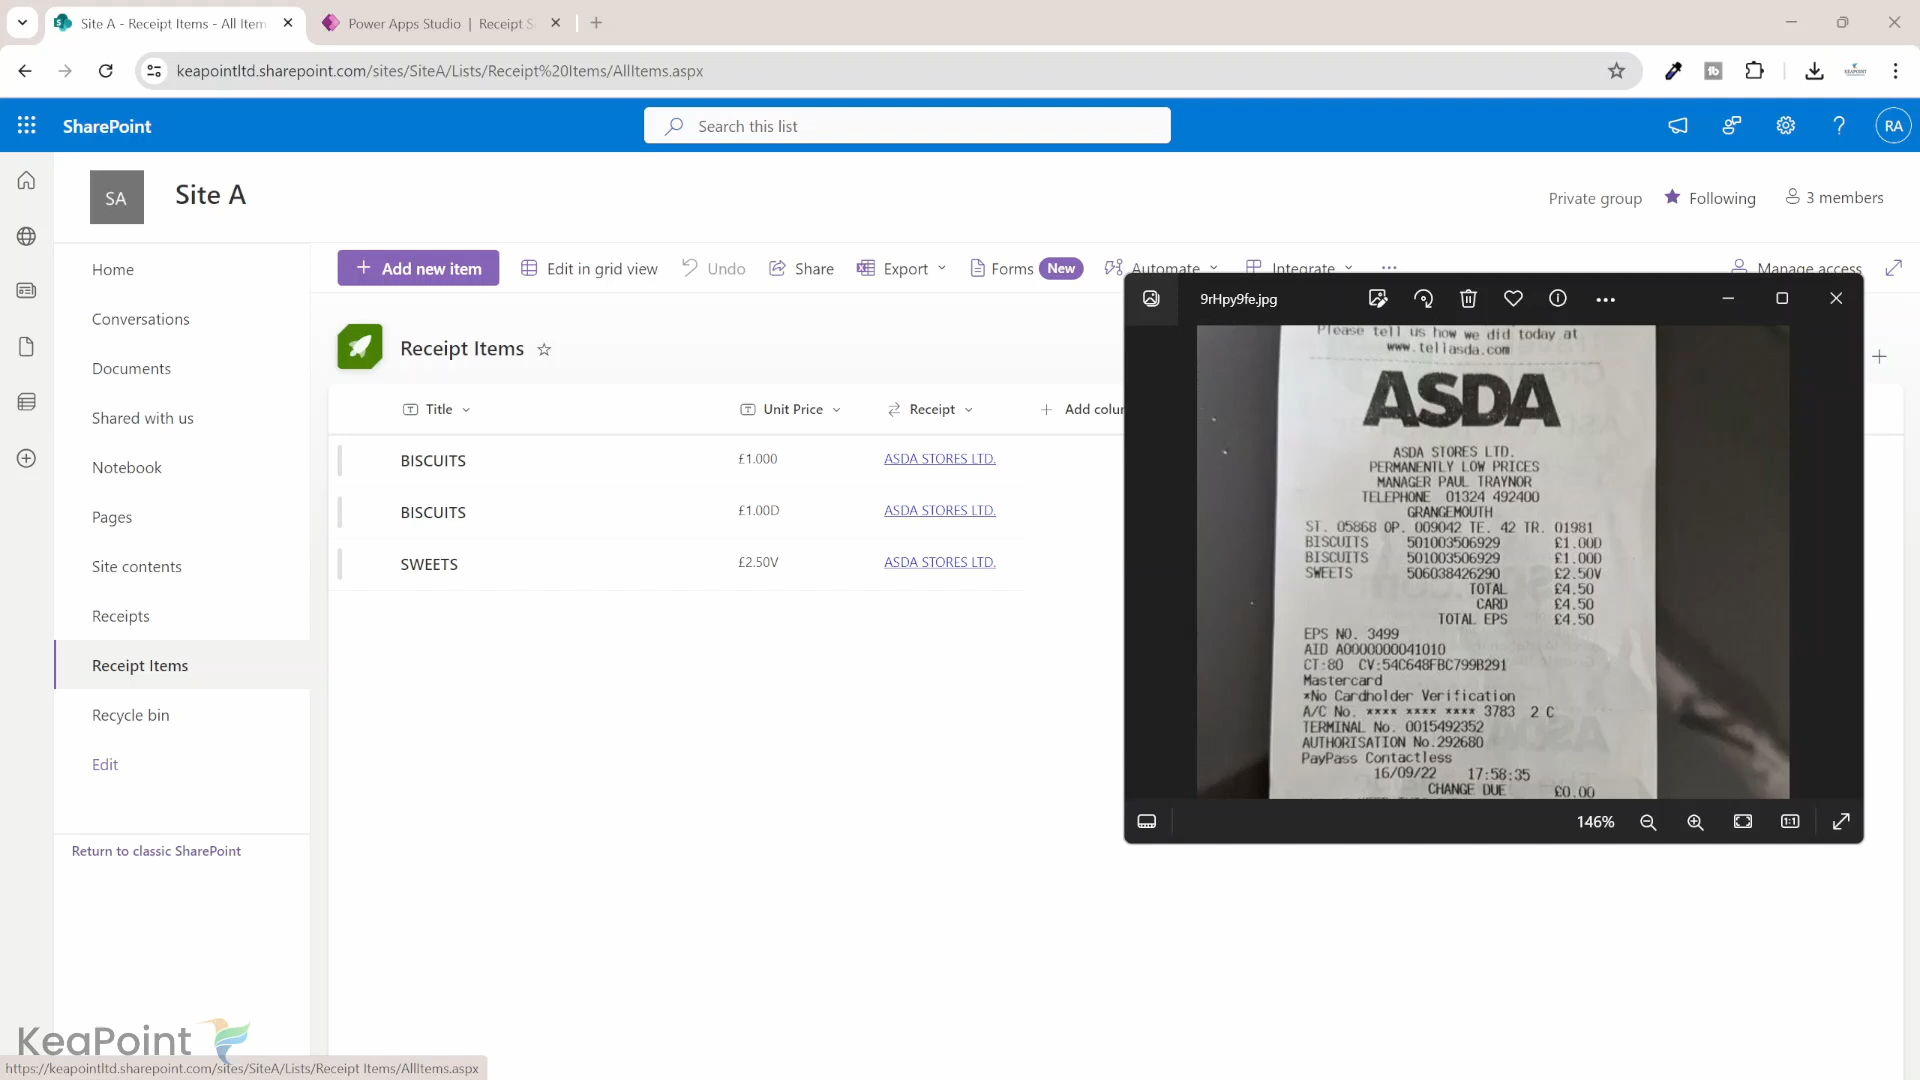 Site A - Receipt Items - All Item
Power Apps Studio | Receipt S
keapointltd.sharepoint.com/sites/SiteA/Lists/Receipt%20Items/AllItems.aspx
SharePoint
Search this list
RA
SA
Site A
Private group
Following
3 members
Home
Conversations
Documents
Shared with us
Notebook
Pages
Site contents
Receipts
Receipt Items
Recycle bin
Edit
Return to classic SharePoint
Add new item
Edit in grid view
Undo
Share
Export
Forms
New
Automate
Integrate
Manage access
Receipt Items
Title
Unit Price
Receipt
Add colum
BISCUITS £1.000 ASDA STORES LTD.
BISCUITS £1.00D ASDA STORES LTD.
SWEETS £2.50V ASDA STORES LTD.
9rHpy9fe.jpg
Please tell us how we did today at
www.tellasda.com
ASDA
ASDA STORES LTD.
PERMANENTLY LOW PRICES
MANAGER PAUL TRAYNOR
TELEPHONE 01324 492400
GRANGEMOUTH
ST. 05868 OP. 009042 TE. 42 TR. 01981
BISCUITS 501003506929 £1.00D
BISCUITS 501003506929 £1.00D
SWEETS 506038426290 £2.50V
TOTAL £4.50
CARD £4.50
TOTAL EPS £4.50
EPS NO. 3499
AID A0000000041010
CT:80 CV:54C648FBC799B291
Mastercard
*No Cardholder Verification
A/C No. **** **** **** 3783 2 C
TERMINAL No. 0015492352
AUTHORISATION No.292680
PayPass Contactless
16/09/22 17:58:35
CHANGE DUE £0.00
146%
1:1
KeaPoint
https://keapointltd.sharepoint.com/sites/SiteA/Lists/Receipt Items/AllItems.aspx